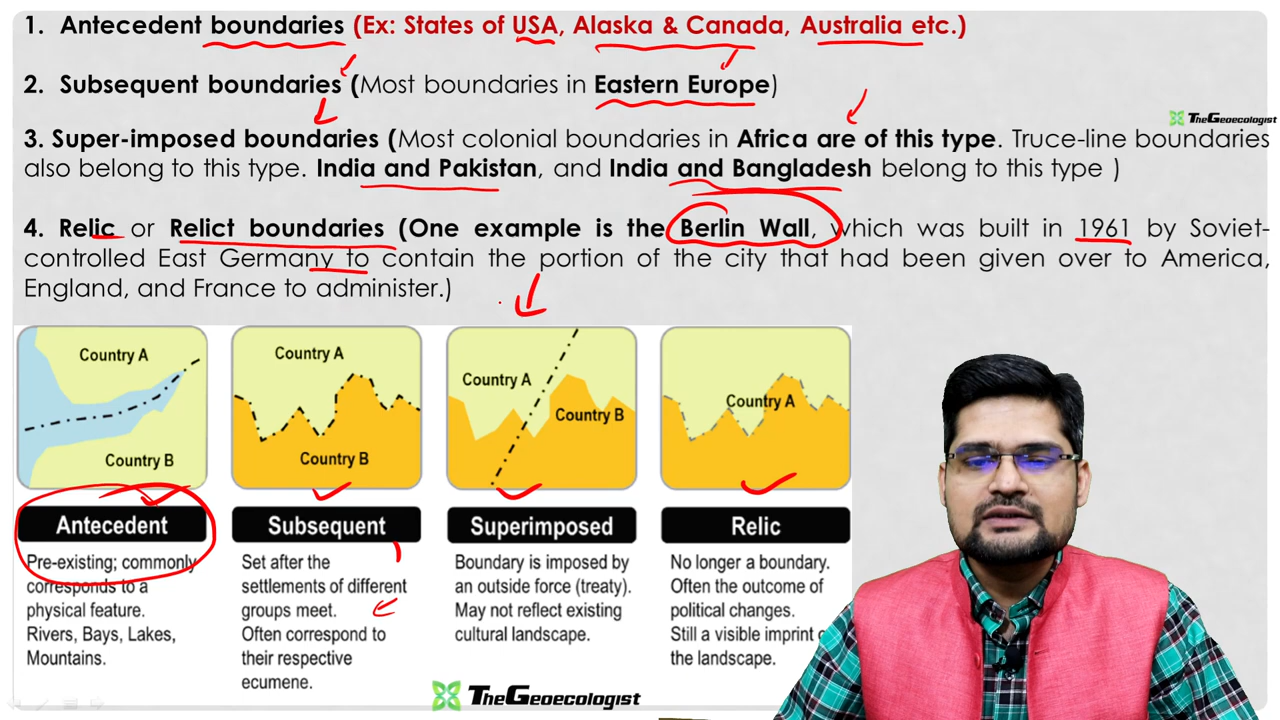 1. Antecedent boundaries (Ex: States of USA, Alaska & Canada, Australia etc.)
2. Subsequent boundaries (Most boundaries in Eastern Europe)
TheGeoecologist
3. Super-imposed boundaries (Most colonial boundaries in Africa are of this type. Truce-line boundaries
also belong to this type. India and Pakistan, and India and Bangladesh belong to this type )
4. Relic or Relict boundaries (One example is the Berlin Wall, which was built in 1961 by Soviet-
controlled East Germany to contain the portion of the city that had been given over to America,
England, and France to administer.)
Country A
Country B
Antecedent
Pre-existing; commonly
corresponds to a
physical feature.
Rivers, Bays, Lakes,
Mountains.
Country A
Country B
Subsequent
Set after the
settlements of different
groups meet.
Often correspond to
their respective
ecumene.
Country A
Country B
Superimposed
Boundary is imposed by
an outside force (treaty).
May not reflect existing
cultural landscape.
Country A
Relic
No longer a boundary.
Often the outcome of
political changes.
Still a visible imprint
the landscape.
TheGeoecologist